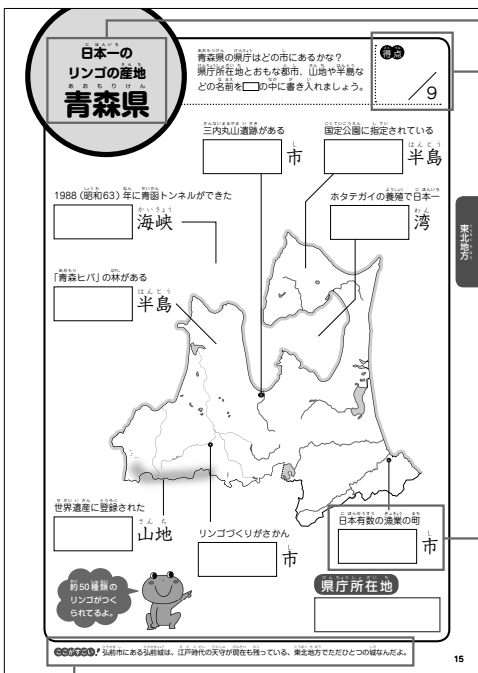 日本一の
リンゴの産地
青森県
青森県の県庁はどの市にあるかな？
県庁所在地とおもな都市、山地や半島な
どの名前を□の中に書き入れましょう。
得点
／9
三内丸山遺跡がある
市
国定公園に指定されている
半島
1988（昭和63）年に青函トンネルができた
海峡
ホタテガイの養殖で日本一
湾
東北地方
「青森ヒバ」の林がある
半島
世界遺産に登録された
山地
リンゴづくりがさかん
市
日本有数の漁業の町
市
約50種類の
リンゴがつく
られてるよ。
県庁所在地
ここがすごい！弘前市にある弘前城は、江戸時代の天守が現在も残っている、東北地方でただひとつの城なんだよ。
15